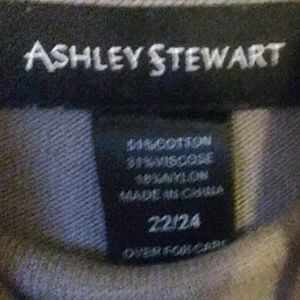 ASHLEY STEWART
51%COTTON
31%VISCOSE
18%NYLON
MADE IN CHINA
22/24
OVER FOR CARE